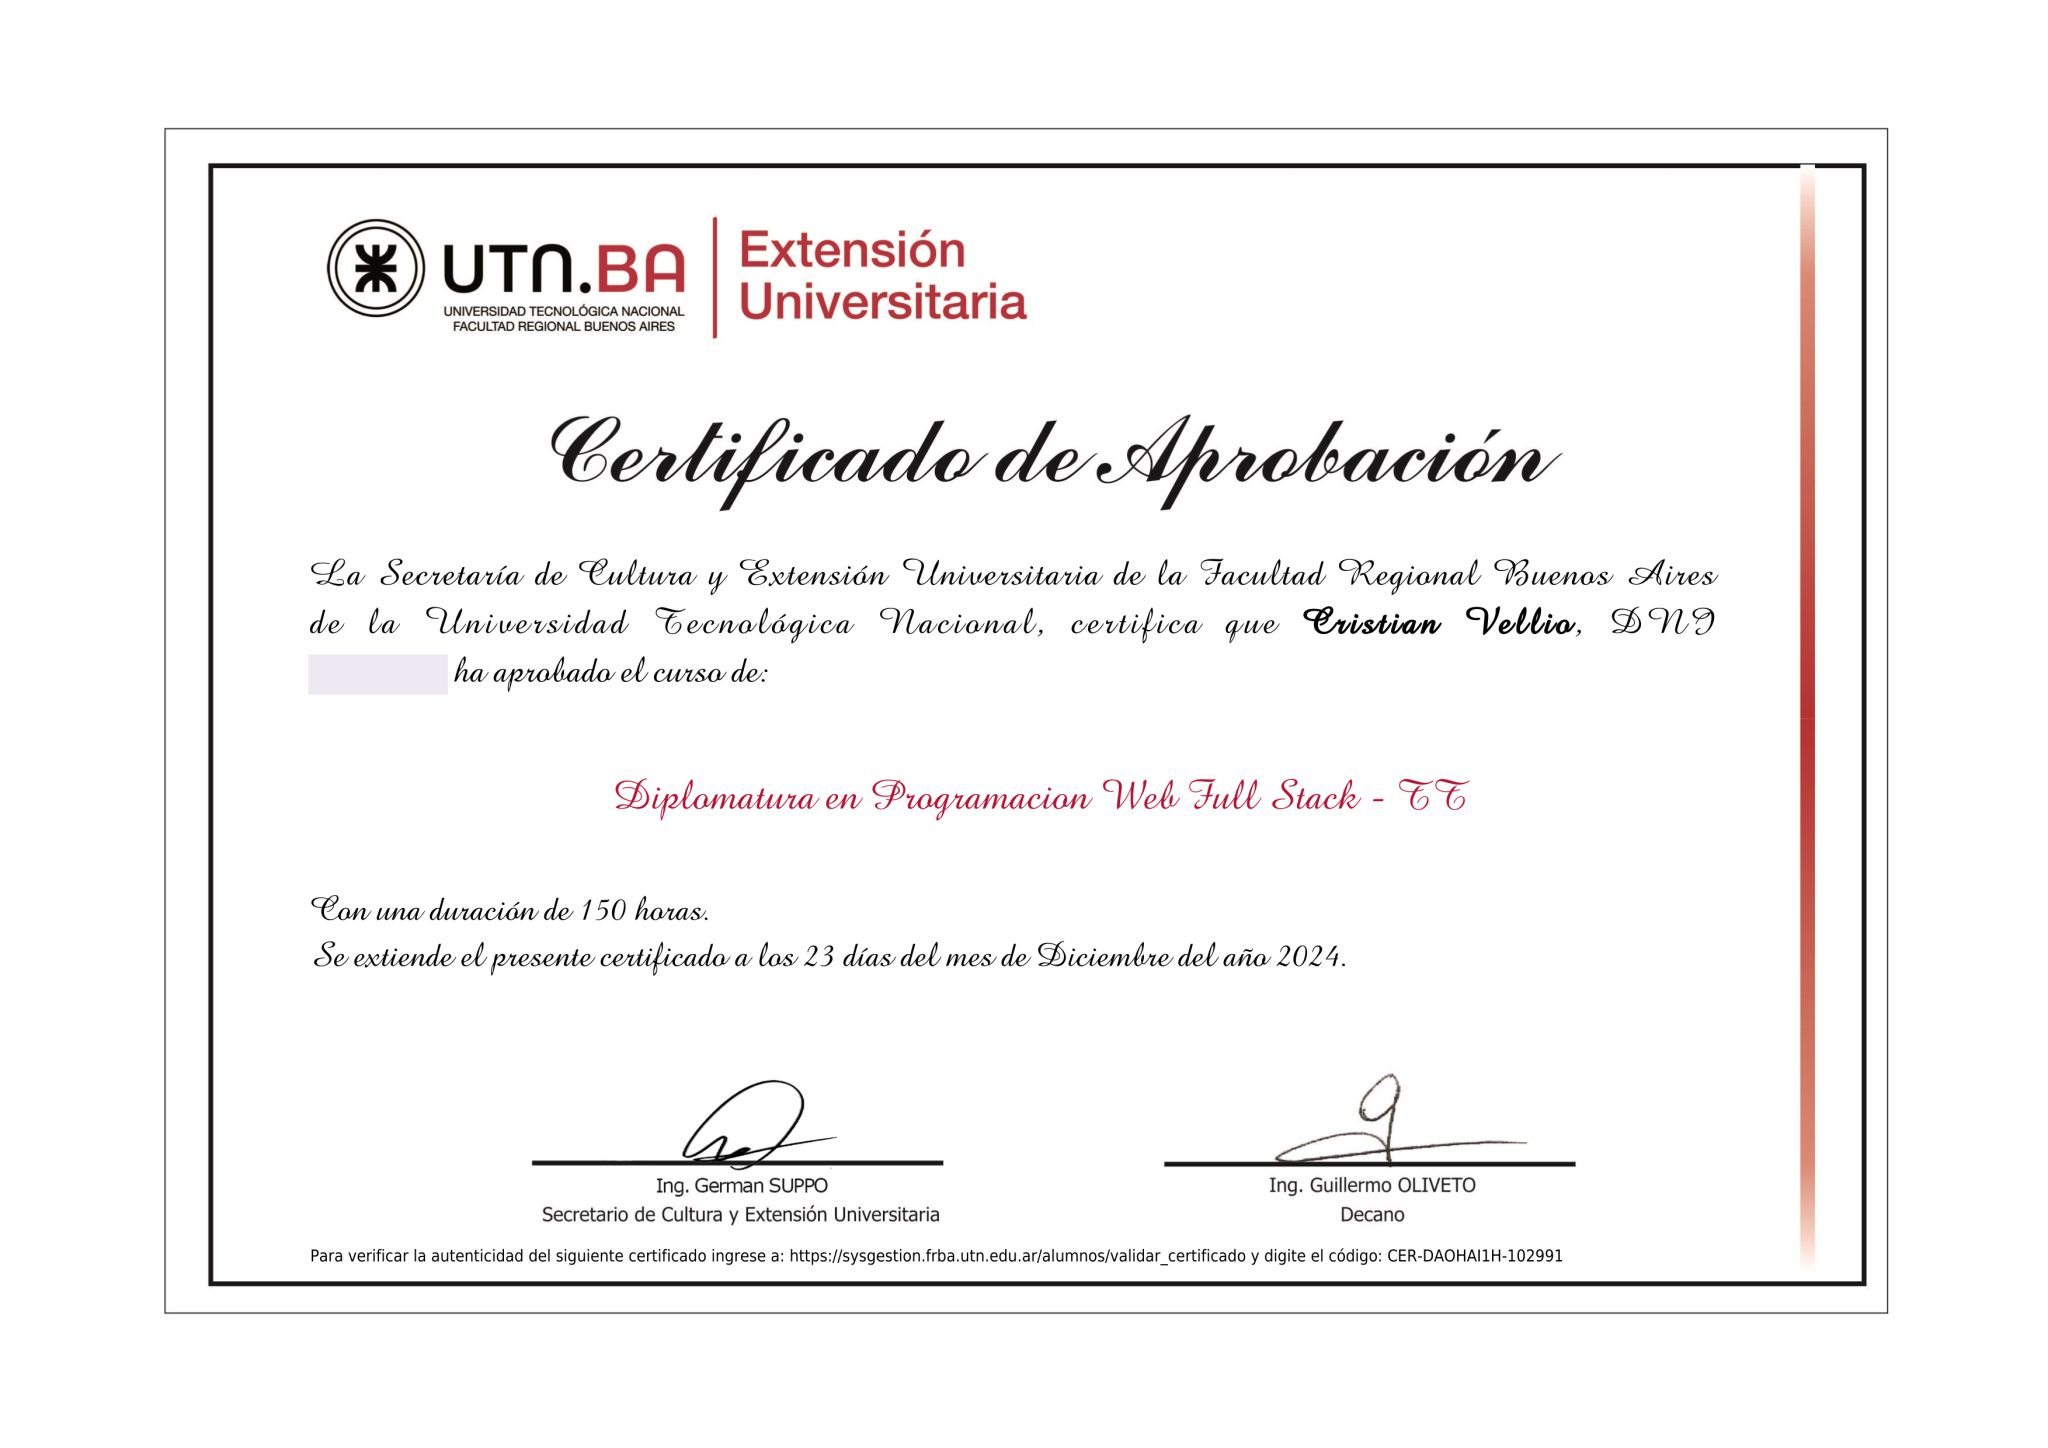 UTN.BA
UNIVERSIDAD TECNOLÓGICA NACIONAL
FACULTAD REGIONAL BUENOS AIRES
Extensión
Universitaria
Certificado de Aprobación
La Secretaría de Cultura y Extensión Universitaria de la Facultad Regional Buenos Aires
de la Universidad Tecnológica Nacional, certifica que Cristian Vellio, DNI
ha aprobado el curso de:
Diplomatura en Programacion Web Full Stack - TT
Con una duración de 150 horas.
Se extiende el presente certificado a los 23 días del mes de Diciembre del año 2024.
Ing. German SUPPO
Secretario de Cultura y Extensión Universitaria
Ing. Guillermo OLIVETO
Decano
Para verificar la autenticidad del siguiente certificado ingrese a: https://sysgestion.frba.utn.edu.ar/alumnos/validar_certificado y digite el código: CER-DAOHAI1H-102991